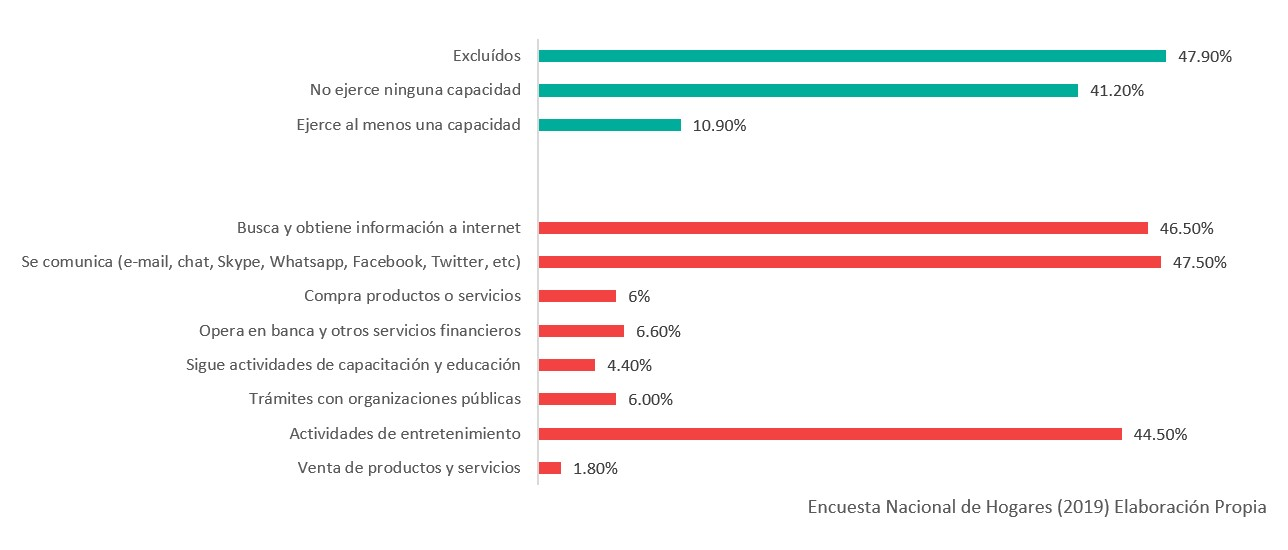 Excluídos 47.90%
No ejerce ninguna capacidad 41.20%
Ejerce al menos una capacidad 10.90%
Busca y obtiene información a internet 46.50%
Se comunica (e-mail, chat, Skype, Whatsapp, Facebook, Twitter, etc) 47.50%
Compra productos o servicios 6%
Opera en banca y otros servicios financieros 6.60%
Sigue actividades de capacitación y educación 4.40%
Trámites con organizaciones públicas 6.00%
Actividades de entretenimiento 44.50%
Venta de productos y servicios 1.80%
Encuesta Nacional de Hogares (2019) Elaboración Propia